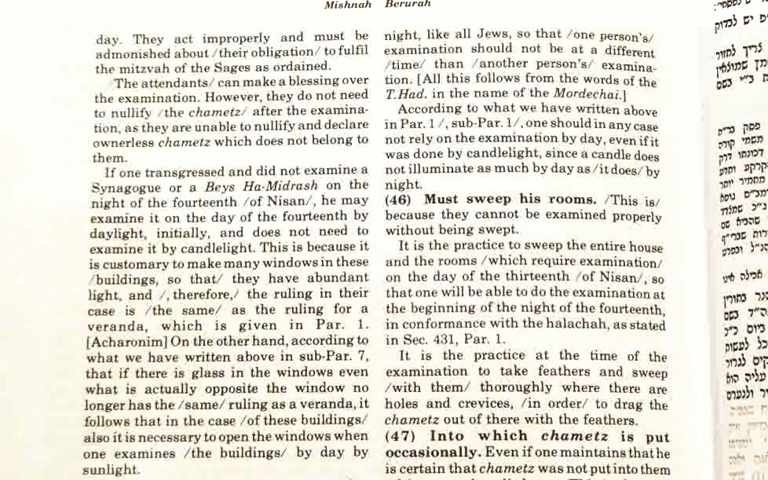 Mishnah Berurah
day. They act improperly and must be
admonished about /their obligation/ to fulfil
the mitzvah of the Sages as ordained.
The attendants/ can make a blessing over
the examination. However, they do not need
to nullify /the chametz/ after the examina-
tion, as they are unable to nullify and declare
ownerless chametz which does not belong to
them.
If one transgressed and did not examine a
Synagogue or a Beys Ha-Midrash on the
night of the fourteenth /of Nisan/, he may
examine it on the day of the fourteenth by
daylight, initially, and does not need to
examine it by candlelight. This is because it
is customary to make many windows in these
/buildings, so that/ they have abundant
light, and /, therefore,/ the ruling in their
case is /the same/ as the ruling for a
veranda, which is given in Par. 1.
[Acharonim] On the other hand, according to
what we have written above in sub-Par. 7,
that if there is glass in the windows even
what is actually opposite the window no
longer has the /same/ ruling as a veranda, it
follows that in the case /of these buildings/
also it is necessary to open the windows when
one examines /the buildings/ by day by
sunlight.
night, like all Jews, so that /one person's/
examination should not be at a different
/time/ than /another person's/ examina-
tion. [All this follows from the words of the
T.Had. in the name of the Mordechai.]
According to what we have written above
in Par. 1 /, sub-Par. 1/, one should in any case
not rely on the examination by day, even if it
was done by candlelight, since a candle does
not illuminate as much by day as /it does/ by
night.
(46) Must sweep his rooms. /This is/
because they cannot be examined properly
without being swept.
It is the practice to sweep the entire house
and the rooms /which require examination/
on the day of the thirteenth /of Nisan/, so
that one will be able to do the examination at
the beginning of the night of the fourteenth,
in conformance with the halachah, as stated
in Sec. 431, Par. 1.
It is the practice at the time of the
examination to take feathers and sweep
/with them/ thoroughly where there are
holes and crevices, /in order/ to drag the
chametz out of there with the feathers.
(47) Into which chametz is put
occasionally. Even if one maintains that he
is certain that chametz was not put into them